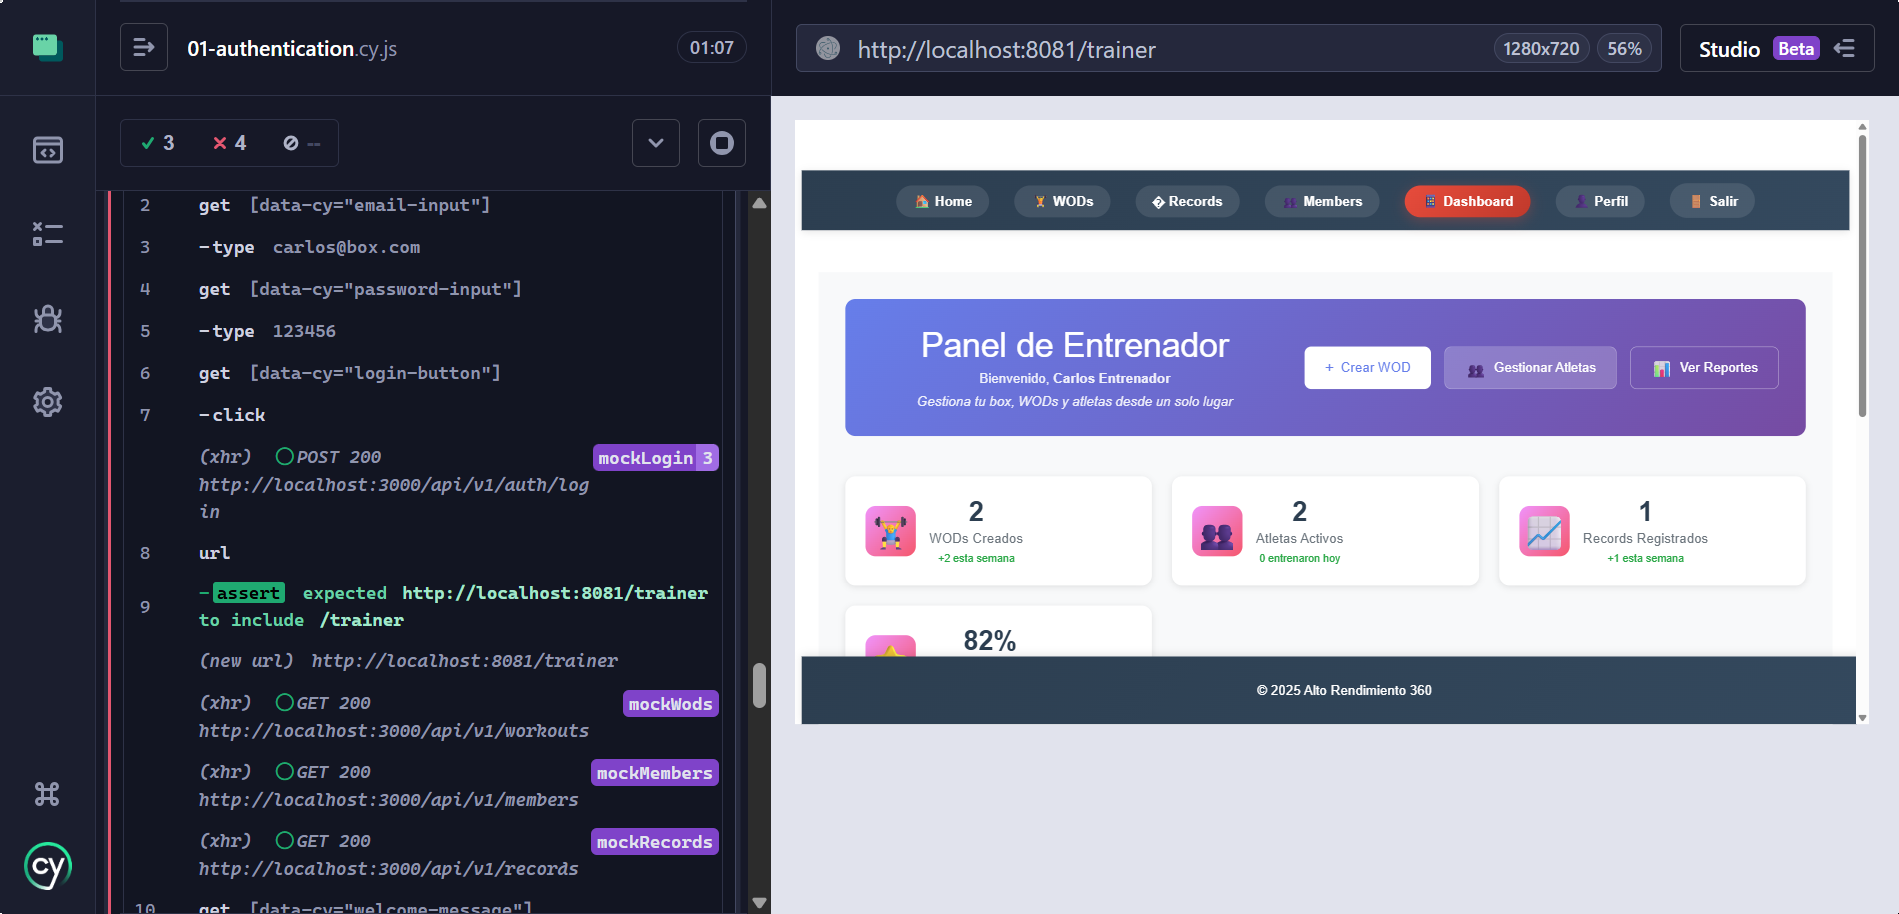 01-authentication.cy.js
01:07
3
4
--
2 get [data-cy="email-input"]
3 -type carlos@box.com
4 get [data-cy="password-input"]
5 -type 123456
6 get [data-cy="login-button"]
7 -click
(xhr) POST 200 mockLogin 3
http://localhost:3000/api/v1/auth/log
in
8 url
9 -assert expected http://localhost:8081/trainer
to include /trainer
(new url) http://localhost:8081/trainer
(xhr) GET 200 mockWods
http://localhost:3000/api/v1/workouts
(xhr) GET 200 mockMembers
http://localhost:3000/api/v1/members
(xhr) GET 200 mockRecords
http://localhost:3000/api/v1/records
10 get [data-cy="welcome-message"]
cy
http://localhost:8081/trainer
1280x720
56%
Studio Beta
Home
WODs
� Records
Members
Dashboard
Perfil
Salir
Panel de Entrenador
Bienvenido, Carlos Entrenador
Gestiona tu box, WODs y atletas desde un solo lugar
+ Crear WOD
Gestionar Atletas
Ver Reportes
2
WODs Creados
+2 esta semana
2
Atletas Activos
0 entrenaron hoy
1
Records Registrados
+1 esta semana
82%
© 2025 Alto Rendimiento 360